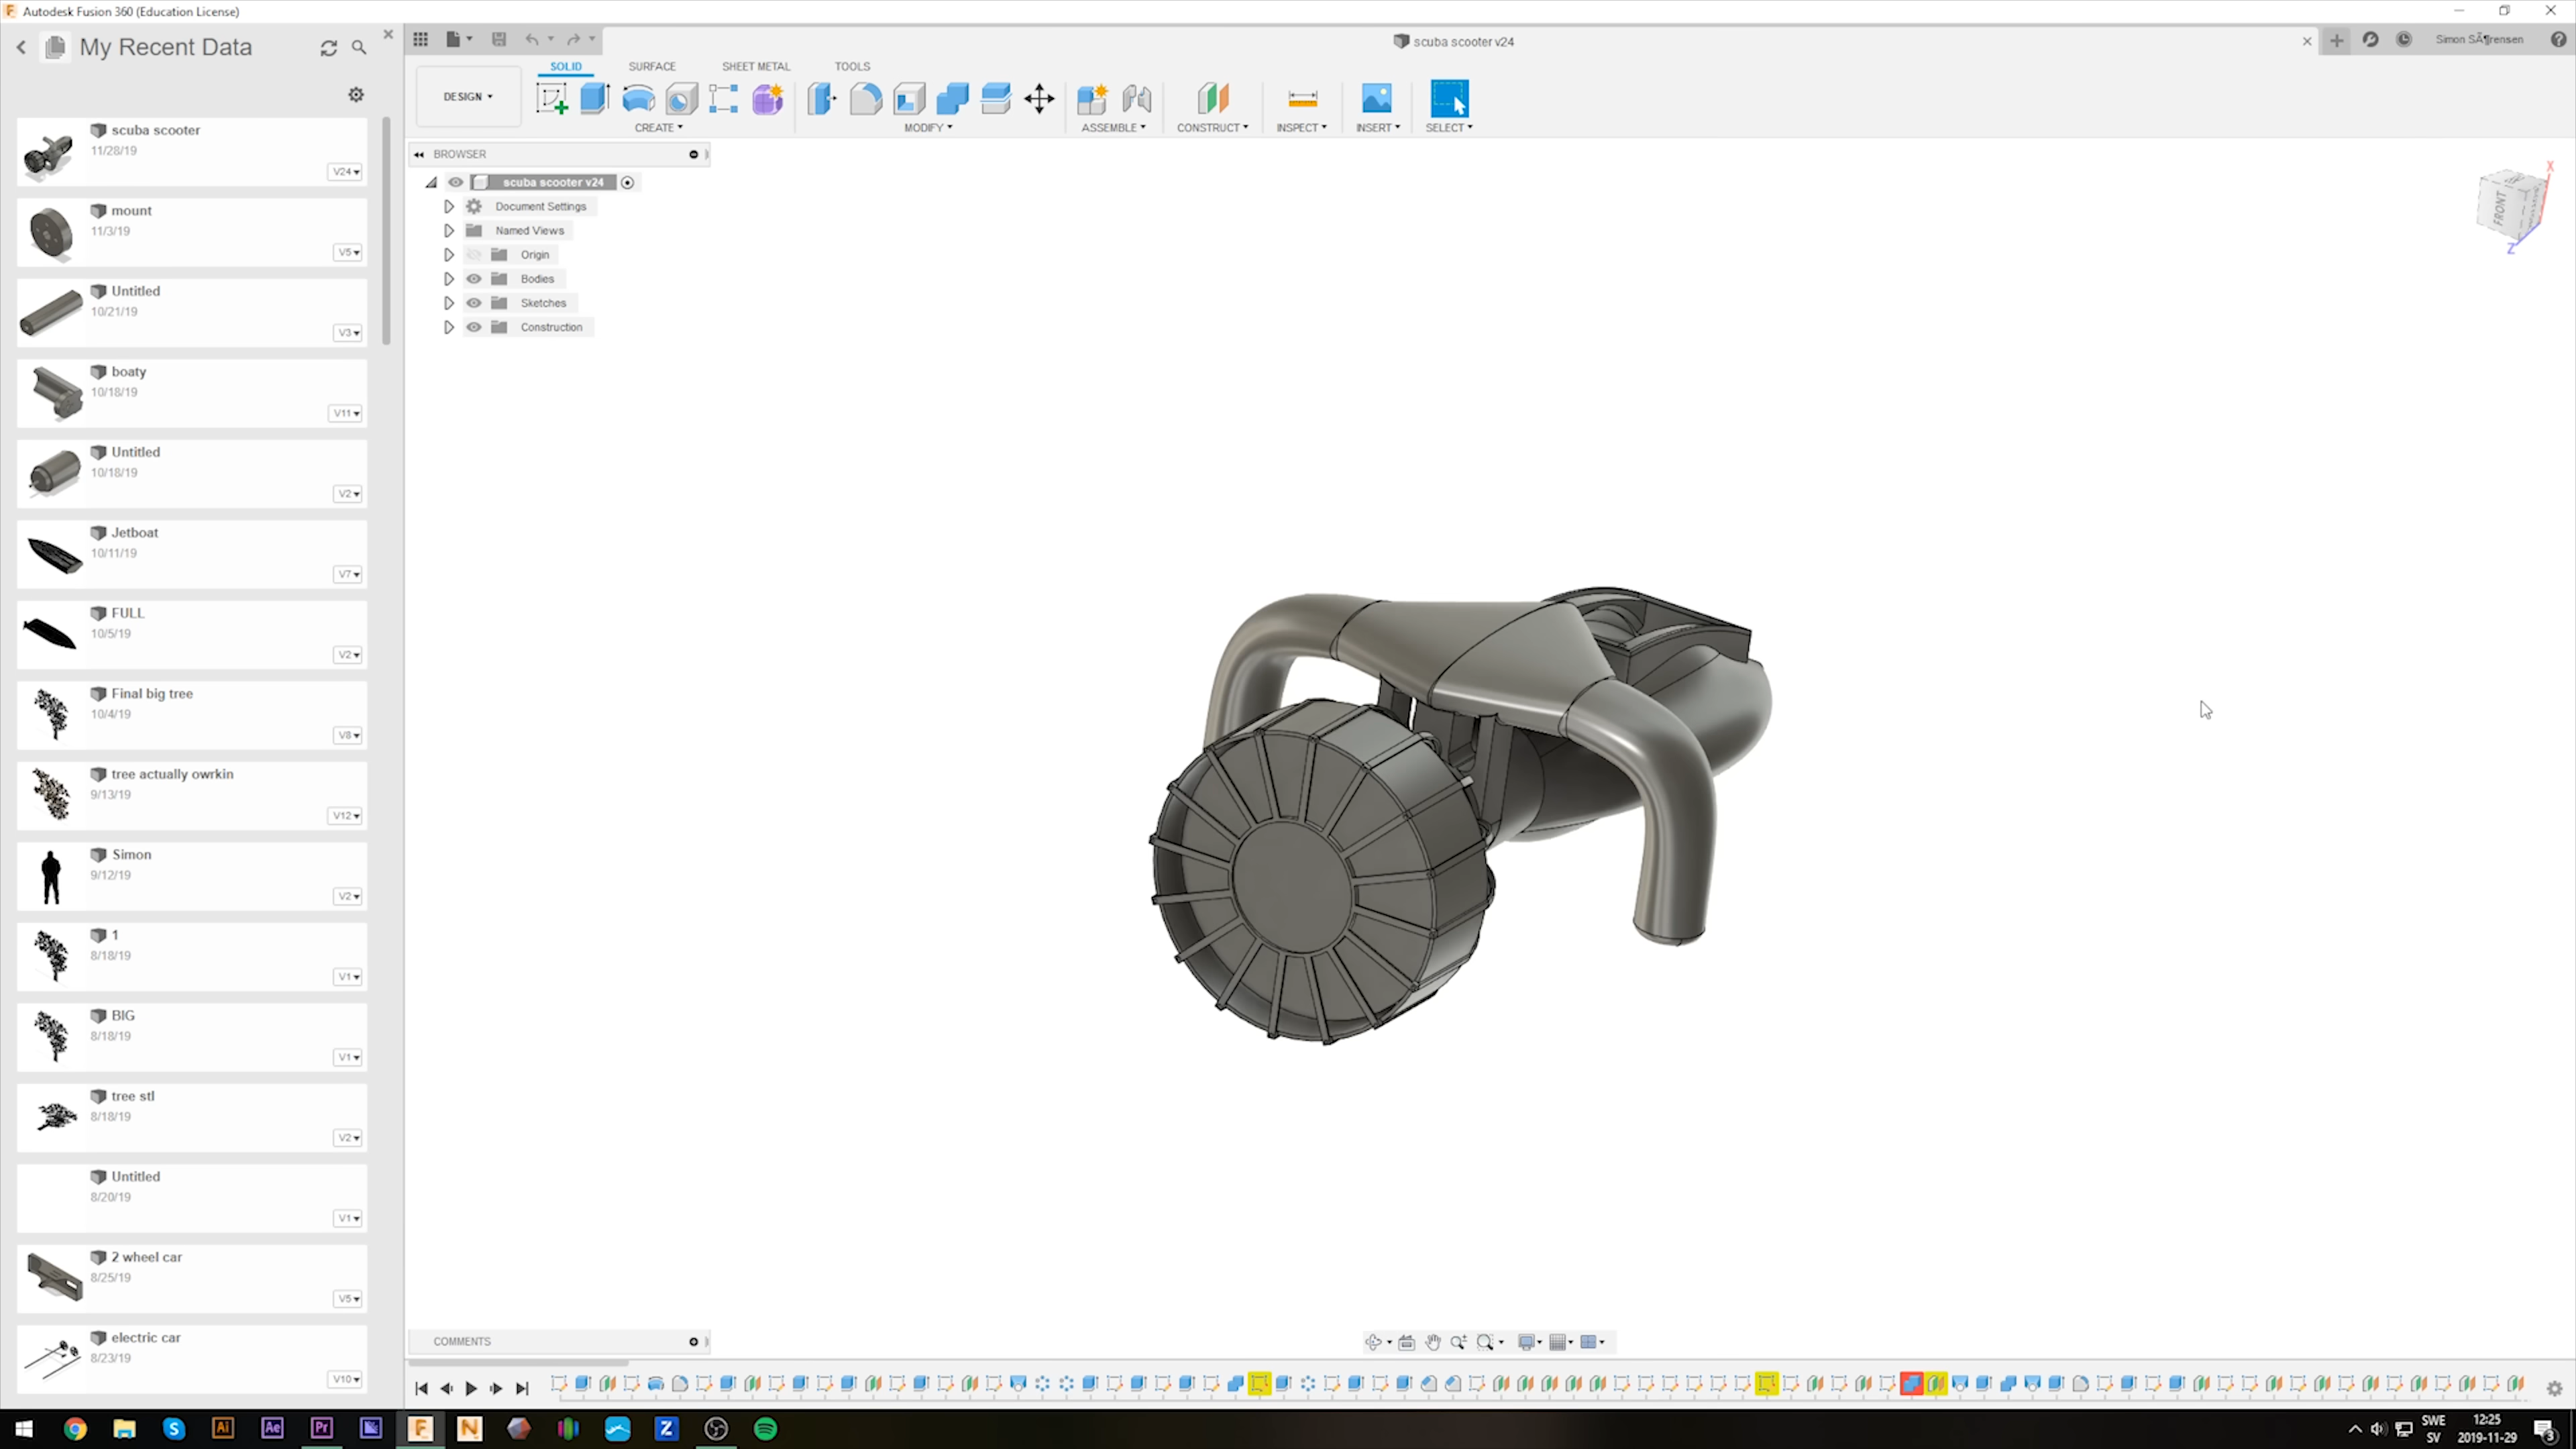 Autodesk Fusion 360 (Education License)
My Recent Data
scuba scooter
11/28/19
V24
mount
11/3/19
V5
Untitled
10/21/19
V3
boaty
10/18/19
V11
Untitled
10/18/19
V2
Jetboat
10/11/19
V7
FULL
10/5/19
V2
Final big tree
10/4/19
V8
tree actually owrkin
9/13/19
V12
Simon
9/12/19
V2
1
8/18/19
V1
BIG
8/18/19
V1
tree stl
8/18/19
V2
Untitled
8/20/19
V1
2 wheel car
8/25/19
V5
electric car
8/23/19
V10
scuba scooter v24
Simon SÃ¶rensen
DESIGN
SOLID SURFACE SHEET METAL TOOLS
CREATE MODIFY ASSEMBLE CONSTRUCT INSPECT INSERT SELECT
BROWSER
scuba scooter v24
Document Settings
Named Views
Origin
Bodies
Sketches
Construction
X
FRONT
Z
COMMENTS
Ai Ae Pr F N Z
SWE
SV
12:25
2019-11-29
3